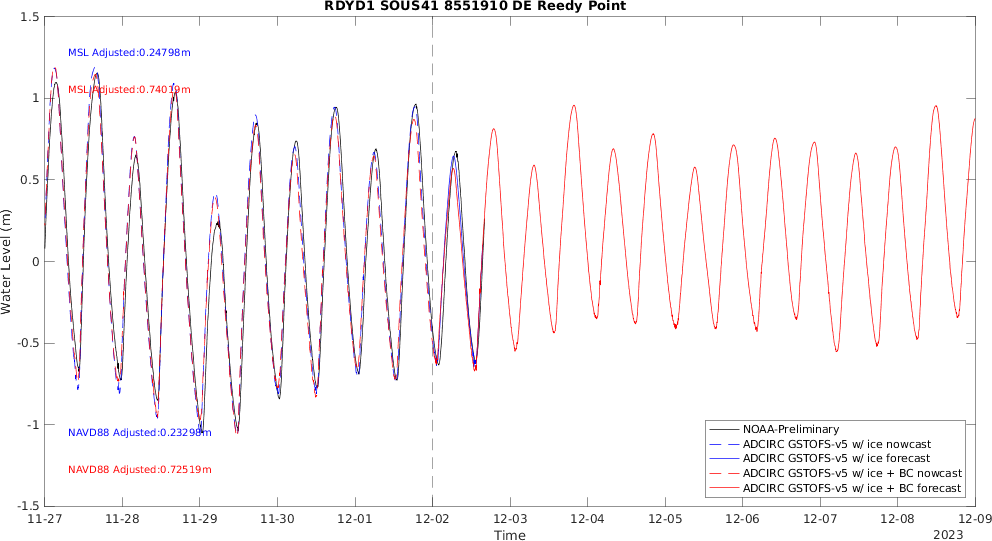 RDYD1 SOUS41 8551910 DE Reedy Point
1.5
1
0.5
0
-0.5
-1
-1.5
Water Level (m)
MSL Adjusted:0.24798m
MSL Adjusted:0.74019m
NAVD88 Adjusted:0.23298m
NAVD88 Adjusted:0.72519m
NOAA-Preliminary
ADCIRC GSTOFS-v5 w/ ice nowcast
ADCIRC GSTOFS-v5 w/ ice forecast
ADCIRC GSTOFS-v5 w/ ice + BC nowcast
ADCIRC GSTOFS-v5 w/ ice + BC forecast
11-27 11-28 11-29 11-30 12-01 12-02 12-03 12-04 12-05 12-06 12-07 12-08 12-09
Time
2023